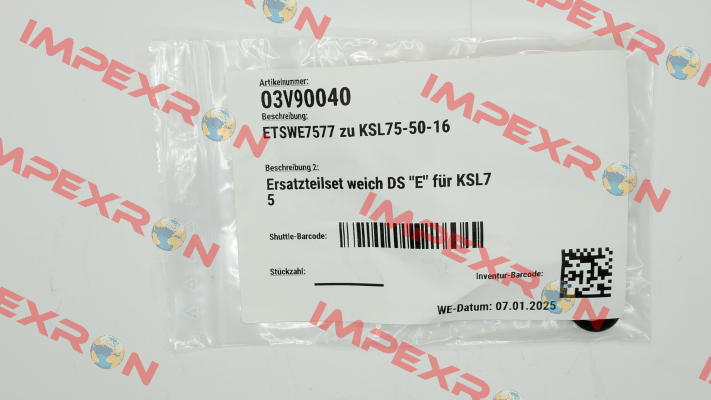 Artikelnummer:
03V90040
Beschreibung:
ETSWE7577 zu KSL75-50-16
Beschreibung 2:
Ersatzteilset weich DS "E" für KSL7
5
Shuttle-Barcode:
Stückzahl:
Inventur-Barcode:
WE-Datum: 07.01.2025
IMPEXRON
IMPEXRON
IMPEXRON
IMPEXRON
IMPEXRON
IMPEXRON
IMPEXRON